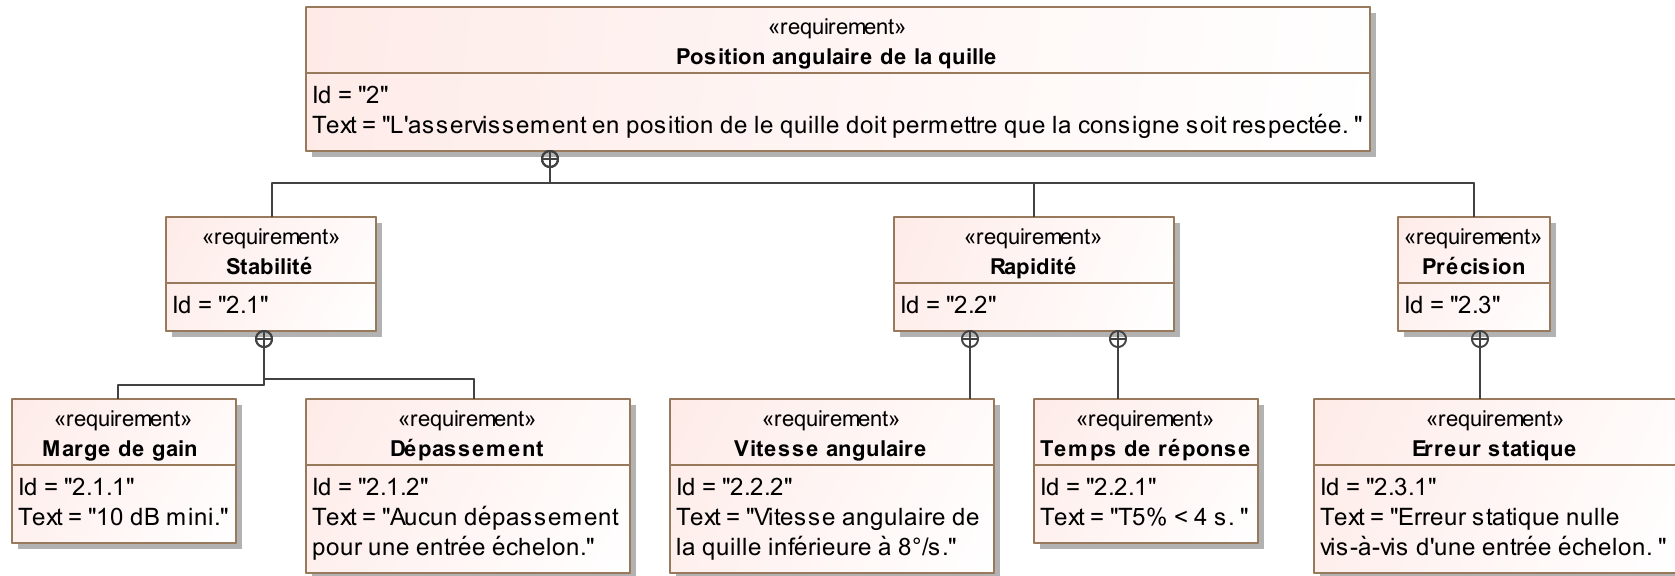 «requirement»
Position angulaire de la quille
Id = "2"
Text = "L'asservissement en position de le quille doit permettre que la consigne soit respectée. "
«requirement»
Stabilité
Id = "2.1"
«requirement»
Rapidité
Id = "2.2"
«requirement»
Précision
Id = "2.3"
«requirement»
Marge de gain
Id = "2.1.1"
Text = "10 dB mini."
«requirement»
Dépassement
Id = "2.1.2"
Text = "Aucun dépassement
pour une entrée échelon."
«requirement»
Vitesse angulaire
Id = "2.2.2"
Text = "Vitesse angulaire de
la quille inférieure à 8°/s."
«requirement»
Temps de réponse
Id = "2.2.1"
Text = "T5% < 4 s. "
«requirement»
Erreur statique
Id = "2.3.1"
Text = "Erreur statique nulle
vis-à-vis d'une entrée échelon. "